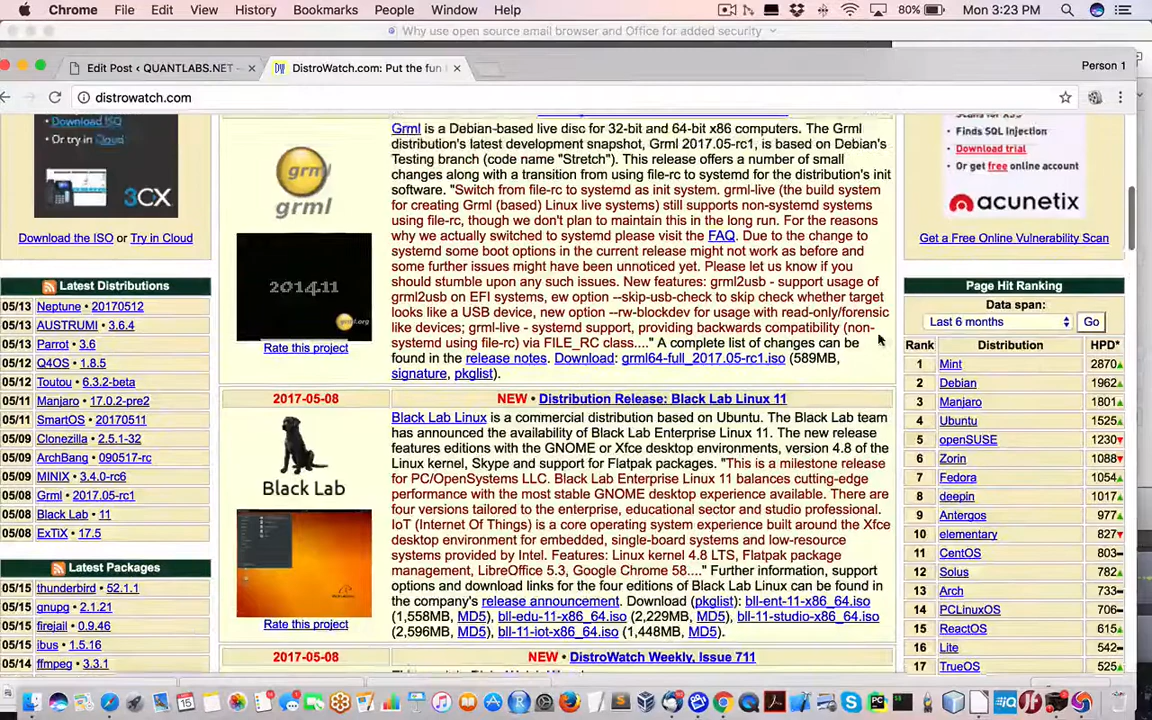 Chrome File Edit View History Bookmarks People Window Help 80% Mon 3:23 PM
Why use open source email browser and Office for added security
Edit Post ‹ QUANTLABS.NET - × DistroWatch.com: Put the fun × Person 1
distrowatch.com
Download ISO
Or try in Cloud
3CX
Download the ISO or Try in Cloud
Latest Distributions
05/13 Neptune • 20170512
05/13 AUSTRUMI • 3.6.4
05/13 Parrot • 3.6
05/12 Q4OS • 1.8.5
05/12 Toutou • 6.3.2-beta
05/11 Manjaro • 17.0.2-pre2
05/11 SmartOS • 20170511
05/09 Clonezilla • 2.5.1-32
05/09 ArchBang • 090517-rc
05/09 MINIX • 3.4.0-rc6
05/08 Grml • 2017.05-rc1
05/08 Black Lab • 11
05/08 ExTiX • 17.5
Latest Packages
05/15 thunderbird • 52.1.1
05/15 gnupg • 2.1.21
05/15 firejail • 0.9.46
05/15 ibus • 1.5.16
05/14 ffmpeg • 3.3.1
grml
2014.11
grml.org
Rate this project
Grml is a Debian-based live disc for 32-bit and 64-bit x86 computers. The Grml
distribution's latest development snapshot, Grml 2017.05-rc1, is based on Debian's
Testing branch (code name "Stretch"). This release offers a number of small
changes along with a transition from using file-rc to systemd for the distribution's init
software. "Switch from file-rc to systemd as init system. grml-live (the build system
for creating Grml (based) Linux live systems) still supports non-systemd systems
using file-rc, though we don't plan to maintain this in the long run. For the reasons
why we actually switched to systemd please visit the FAQ. Due to the change to
systemd some boot options in the current release might not work as before and
some further issues might have been unnoticed yet. Please let us know if you
should stumble upon any such issues. New features: grml2usb - support usage of
grml2usb on EFI systems, ew option --skip-usb-check to skip check whether target
looks like a USB device, new option --rw-blockdev for usage with read-only/forensic
like devices; grml-live - systemd support, providing backwards compatibility (non-
systemd using file-rc) via FILE_RC class...." A complete list of changes can be
found in the release notes. Download: grml64-full_2017.05-rc1.iso (589MB,
signature, pkglist).
2017-05-08 NEW • Distribution Release: Black Lab Linux 11
Black Lab
Rate this project
Black Lab Linux is a commercial distribution based on Ubuntu. The Black Lab team
has announced the availability of Black Lab Enterprise Linux 11. The new release
features editions with the GNOME or Xfce desktop environments, version 4.8 of the
Linux kernel, Skype and support for Flatpak packages. "This is a milestone release
for PC/OpenSystems LLC. Black Lab Enterprise Linux 11 balances cutting-edge
performance with the most stable GNOME desktop experience available. There are
four versions tailored to the enterprise, educational sector and studio professional.
IoT (Internet Of Things) is a core operating system experience built around the Xfce
desktop environment for embedded, single-board systems and low-resource
systems provided by Intel. Features: Linux kernel 4.8 LTS, Flatpak package
management, LibreOffice 5.3, Google Chrome 58...." Further information, support
options and download links for the four editions of Black Lab Linux can be found in
the company's release announcement. Download (pkglist): bll-ent-11-x86_64.iso
(1,558MB, MD5), bll-edu-11-x86_64.iso (2,229MB, MD5), bll-11-studio-x86_64.iso
(2,596MB, MD5), bll-11-iot-x86_64.iso (1,448MB, MD5).
2017-05-08 NEW • DistroWatch Weekly, Issue 711
Finds SQL Injection
Download trial
Or get free online account
acunetix
Get a Free Online Vulnerability Scan
Page Hit Ranking
Data span:
Last 6 months Go
Rank Distribution HPD*
1 Mint 2870
2 Debian 1962
3 Manjaro 1801
4 Ubuntu 1525
5 openSUSE 1230
6 Zorin 1088
7 Fedora 1054
8 deepin 1017
9 Antergos 977
10 elementary 827
11 CentOS 803
12 Solus 782
13 Arch 733
14 PCLinuxOS 706
15 ReactOS 615
16 Lite 542
17 TrueOS 525